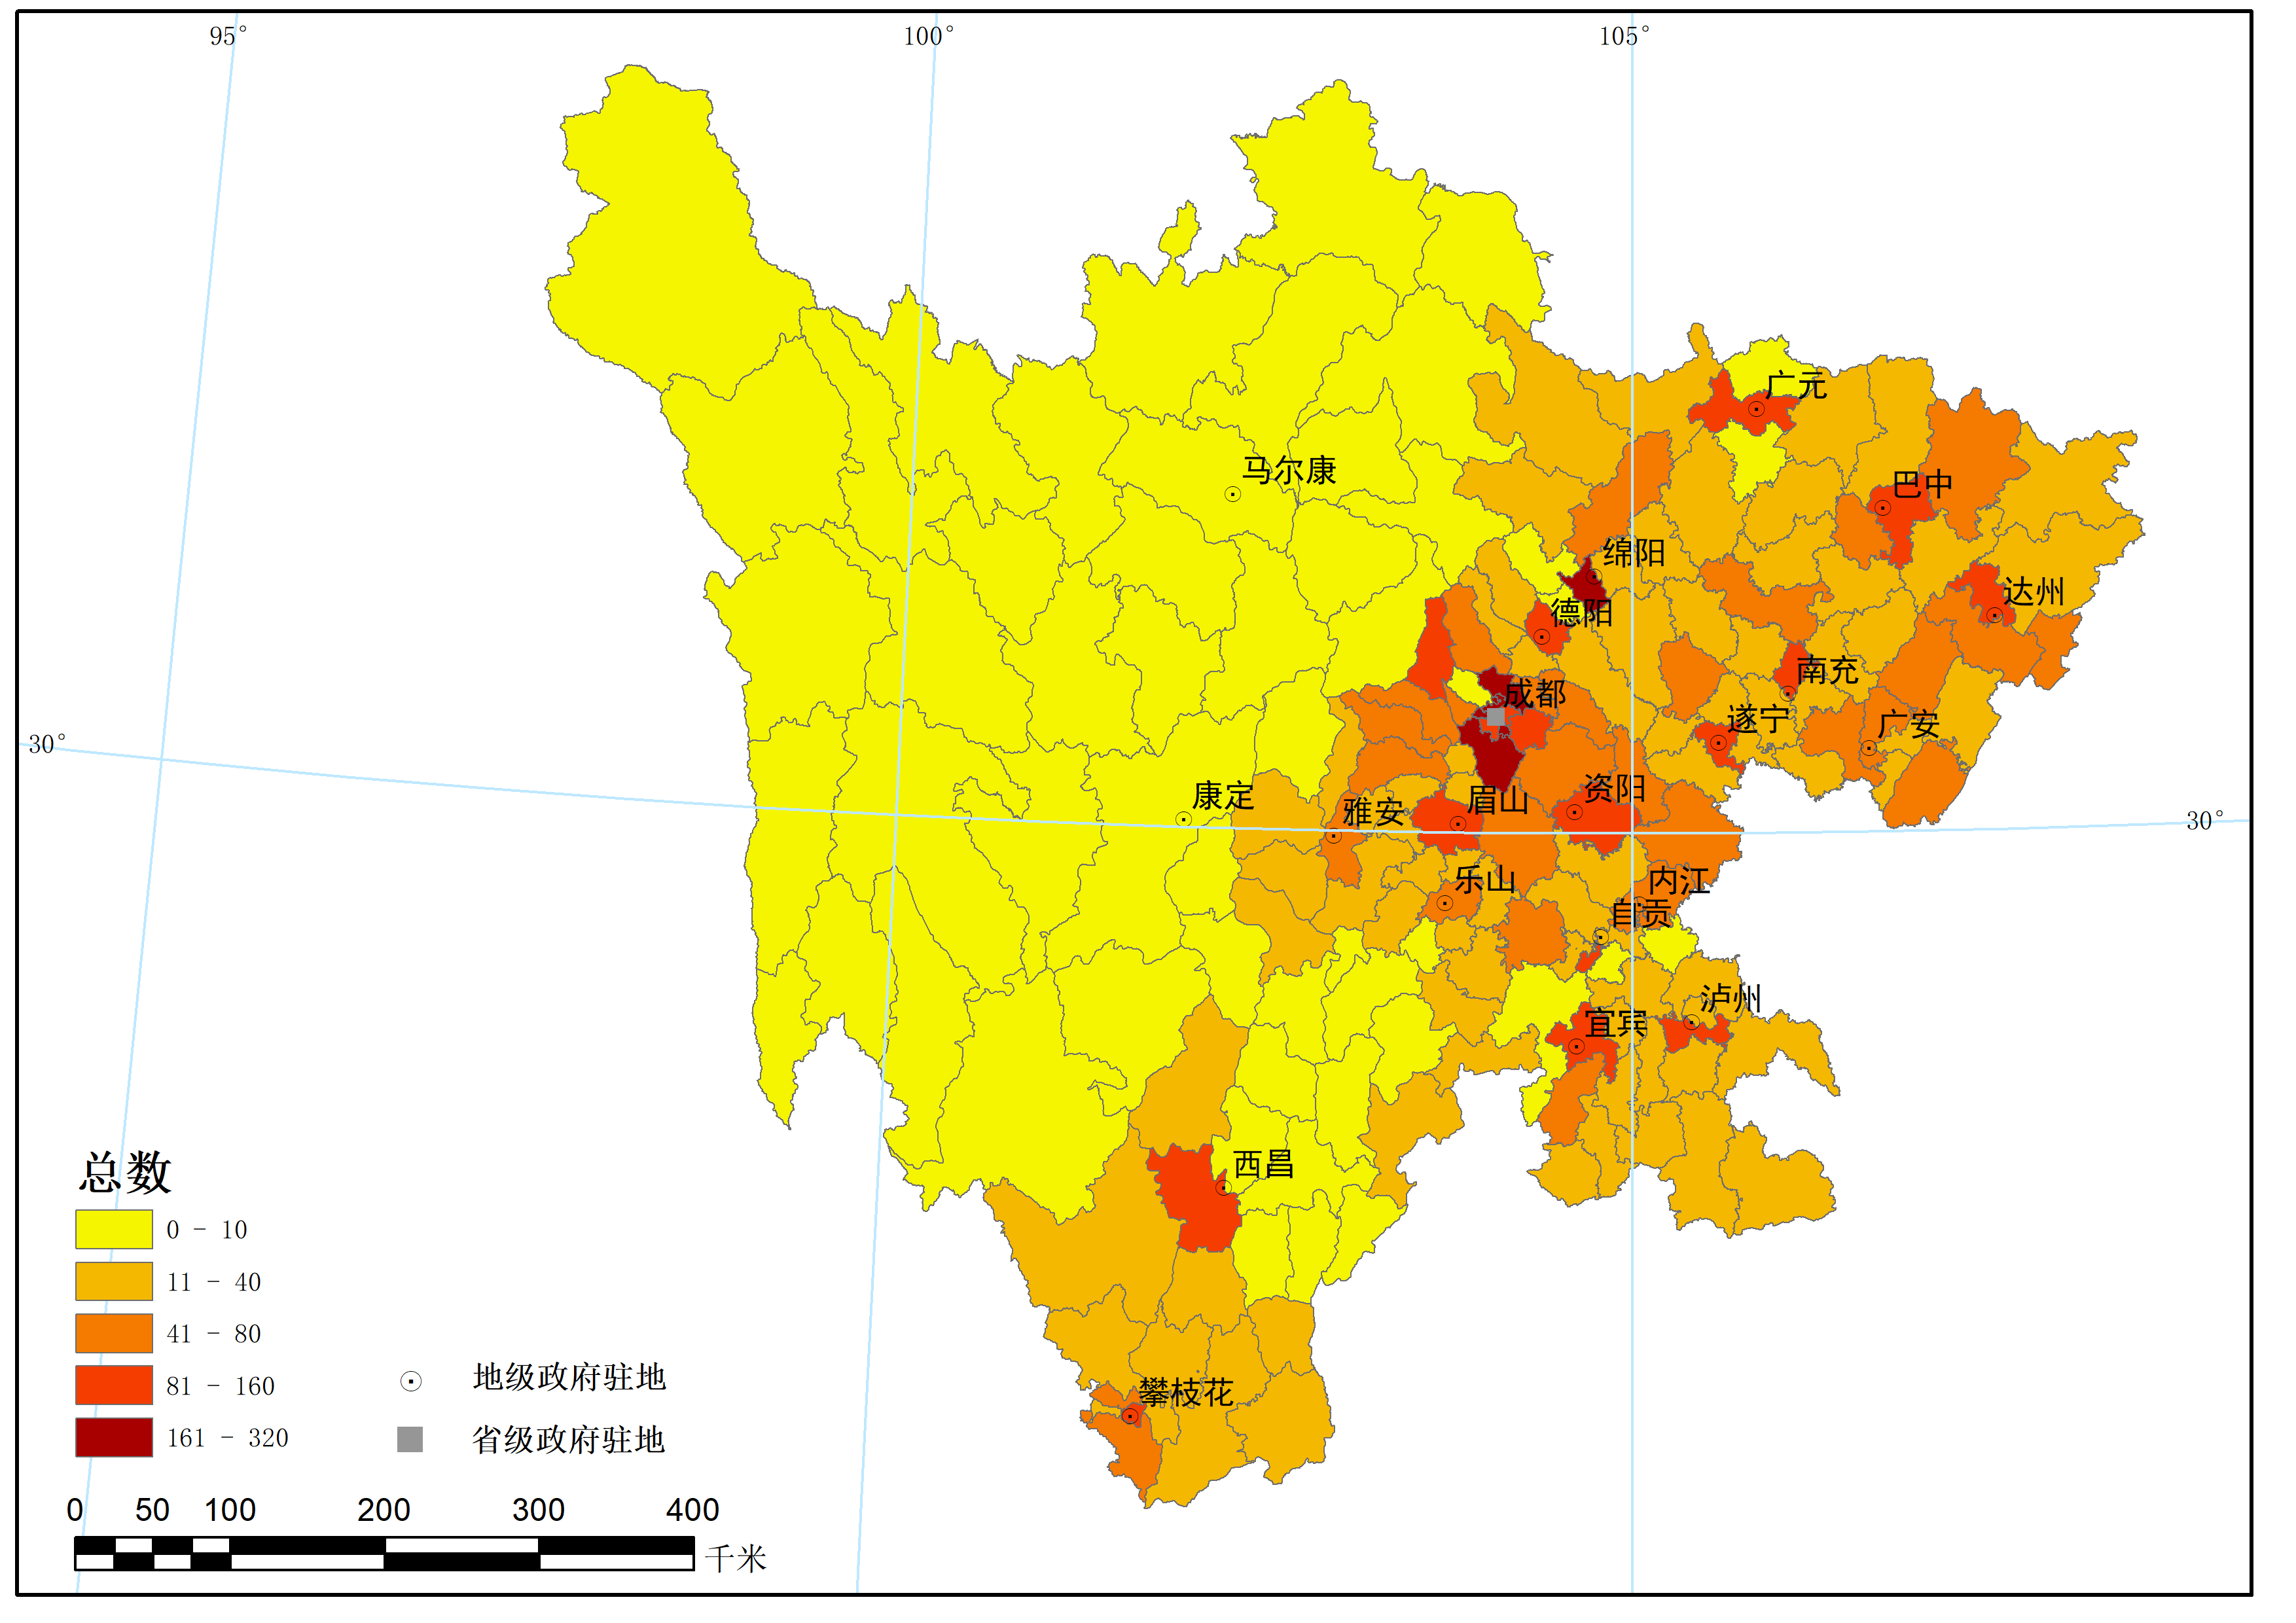 95°
100°
105°
广元
马尔康
巴中
绵阳
达州
德阳
南充
成都
遂宁
广安
30°
康定
资阳
眉山
雅安
30°
乐山
内江
自贡
泸州
宜宾
西昌
攀枝花
总数
0 - 10
11 - 40
41 - 80
81 - 160
161 - 320
地级政府驻地
省级政府驻地
0 50 100 200 300 400
千米